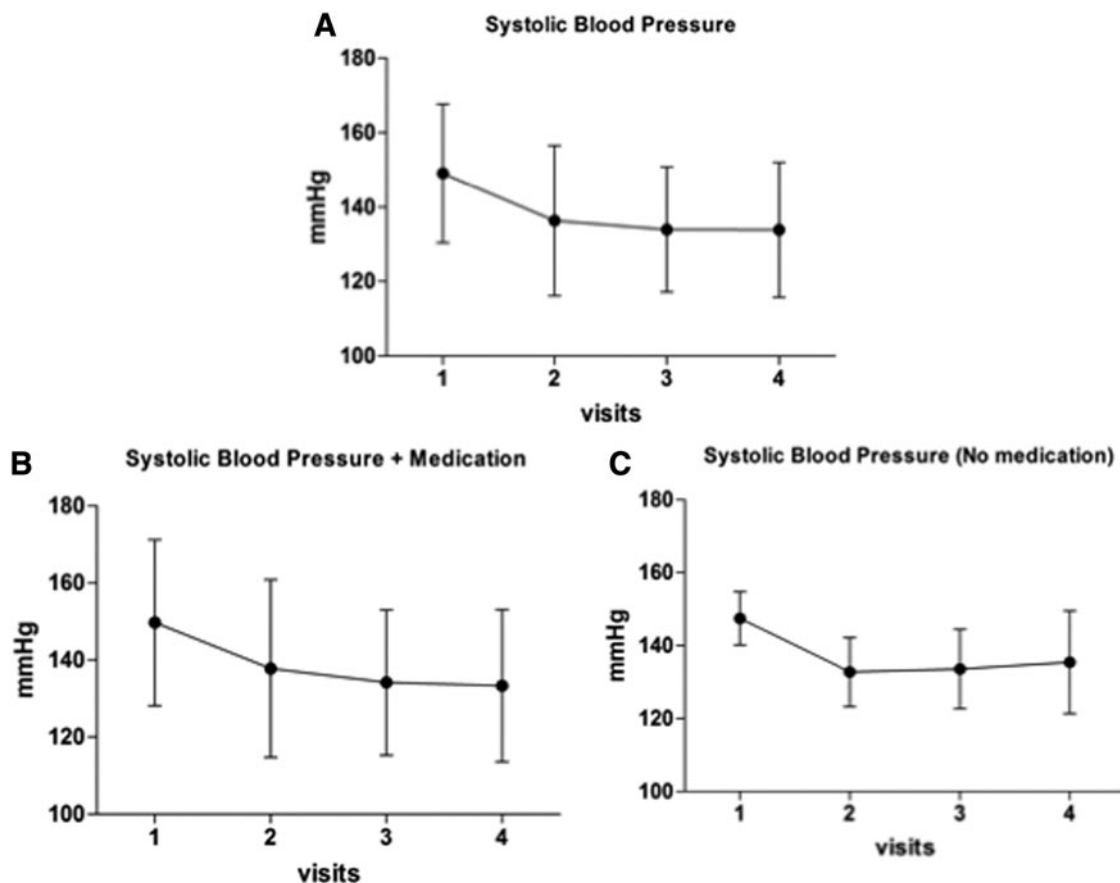 A
Systolic Blood Pressure
180
160
140
120
100
mmHg
1 2 3 4
visits
B
Systolic Blood Pressure + Medication
180
160
140
120
100
mmHg
1 2 3 4
visits
C
Systolic Blood Pressure (No medication)
180
160
140
120
100
mmHg
1 2 3 4
visits